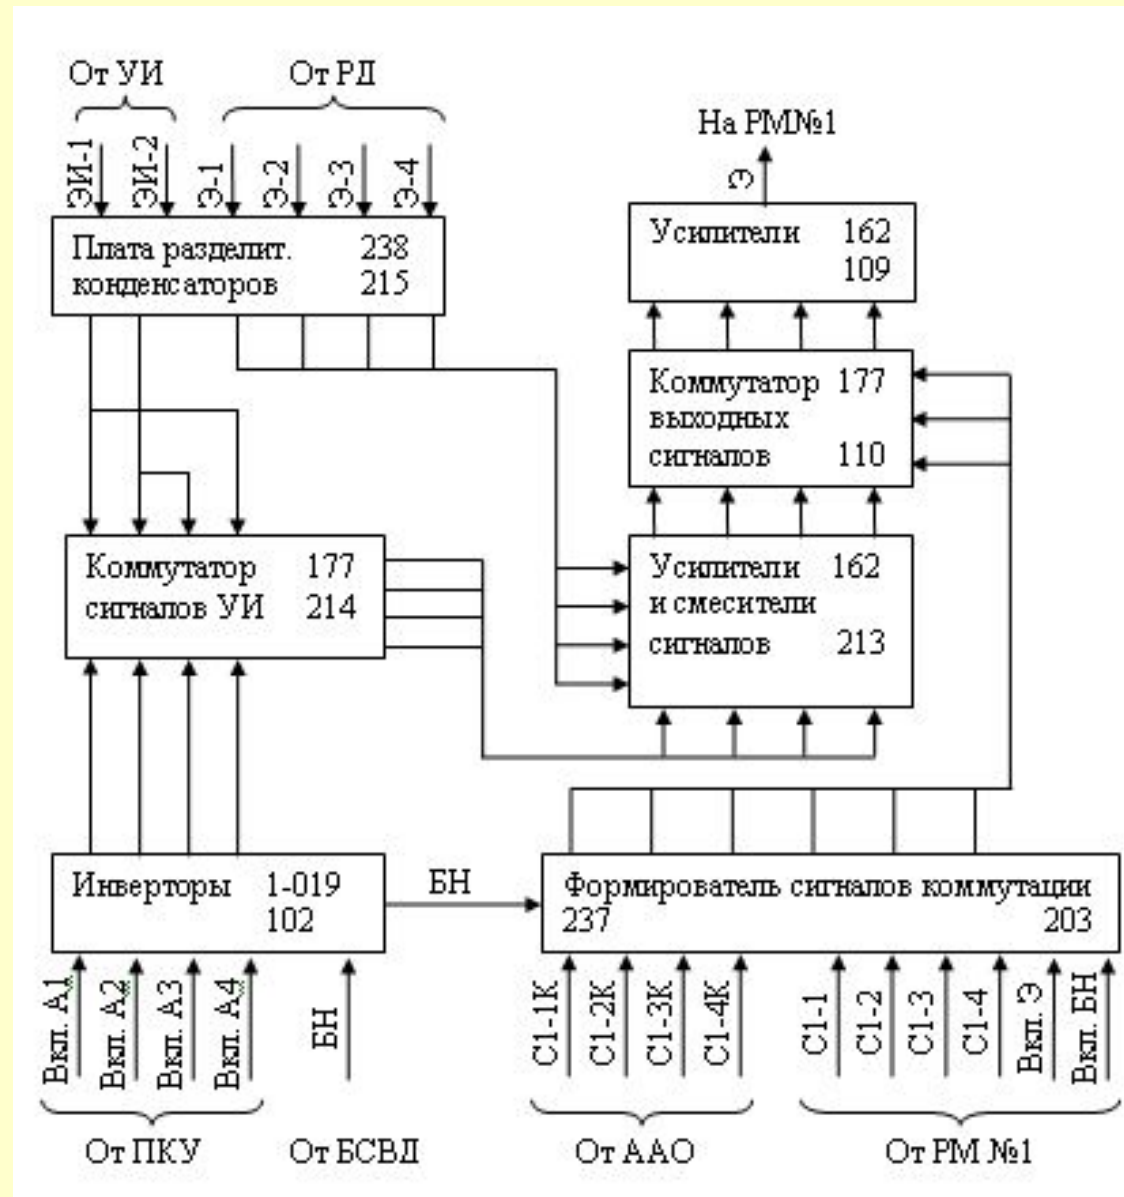 От УИ
От РД
ЭИ-1
ЭИ-2
Э-1
Э-2
Э-3
Э-4
На РМ№1
Э
Плата разделит. 238
конденсаторов 215
Усилители 162
109
Коммутатор 177
выходных
сигналов 110
Коммутатор 177
сигналов УИ 214
Усилители 162
и смесители
сигналов 213
Инверторы 1-019
102
БН
Формирователь сигналов коммутации
237 203
Вкл. А1
Вкл. А2
Вкл. А3
Вкл. А4
БН
С1-1К
С1-2К
С1-3К
С1-4К
С1-1
С1-2
С1-3
С1-4
Вкл. Э
Вкл. БН
От ПКУ
От БСВД
От ААО
От РМ №1